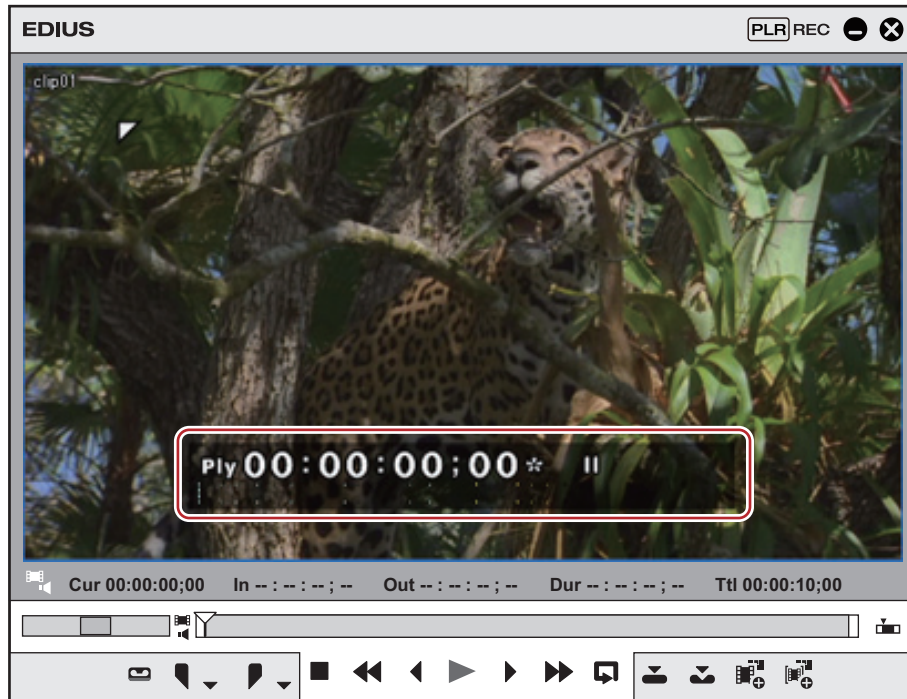 EDIUS
PLR REC
clip01
Ply 00:00:00;00* II
Cur 00:00:00;00 In -- : -- : -- ; -- Out -- : -- : -- ; -- Dur -- : -- : -- ; -- Ttl 00:00:10;00